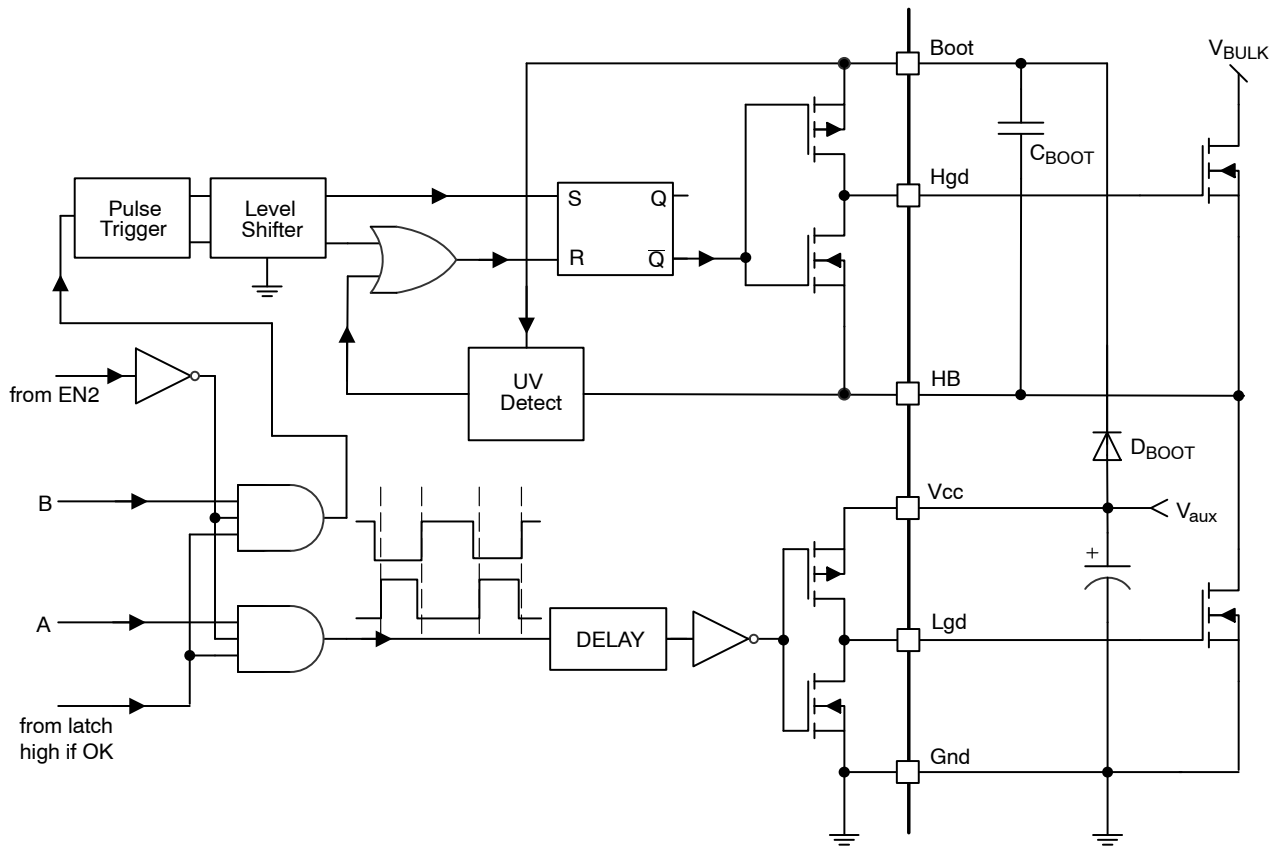 Boot
VBULK
CBOOT
Hgd
Pulse
Trigger
Level
Shifter
S
Q
R
Q̅
UV
Detect
HB
from EN2
DBOOT
B
Vcc
Vaux
+
A
DELAY
Lgd
from latch
high if OK
Gnd